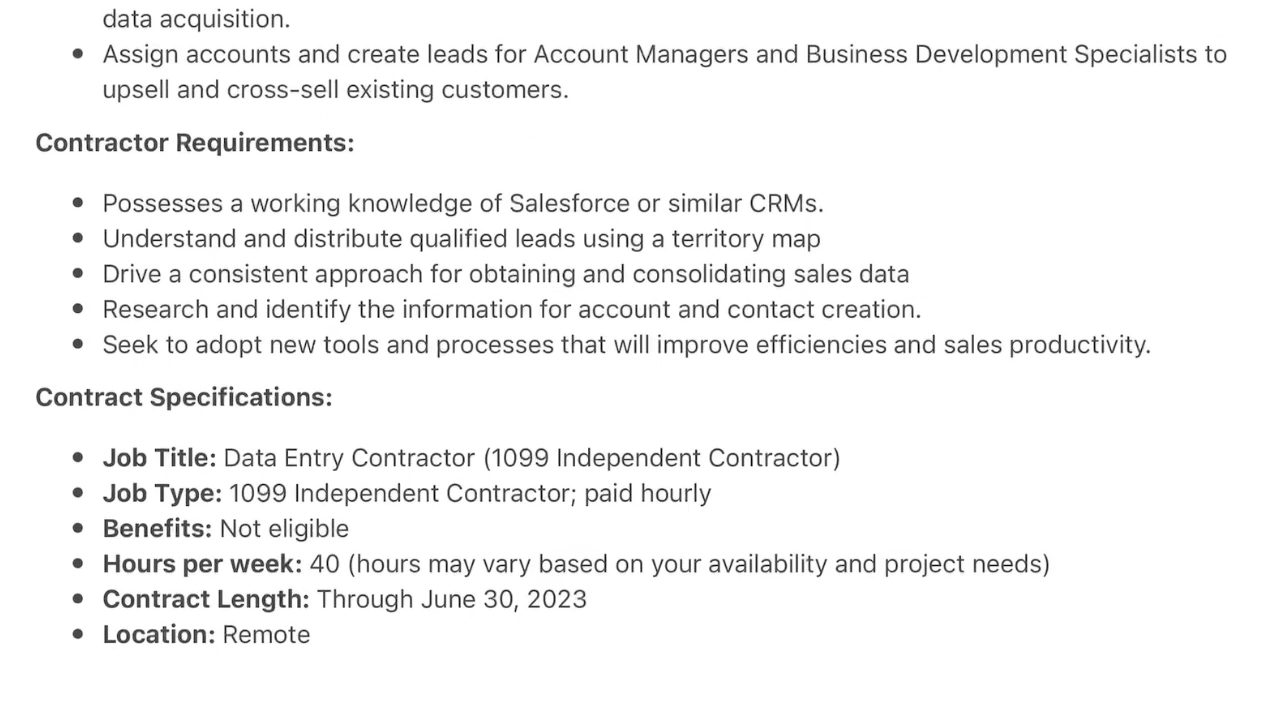 data acquisition.
• Assign accounts and create leads for Account Managers and Business Development Specialists to
upsell and cross-sell existing customers.
Contractor Requirements:
• Possesses a working knowledge of Salesforce or similar CRMs.
• Understand and distribute qualified leads using a territory map
• Drive a consistent approach for obtaining and consolidating sales data
• Research and identify the information for account and contact creation.
• Seek to adopt new tools and processes that will improve efficiencies and sales productivity.
Contract Specifications:
• Job Title: Data Entry Contractor (1099 Independent Contractor)
• Job Type: 1099 Independent Contractor; paid hourly
• Benefits: Not eligible
• Hours per week: 40 (hours may vary based on your availability and project needs)
• Contract Length: Through June 30, 2023
• Location: Remote